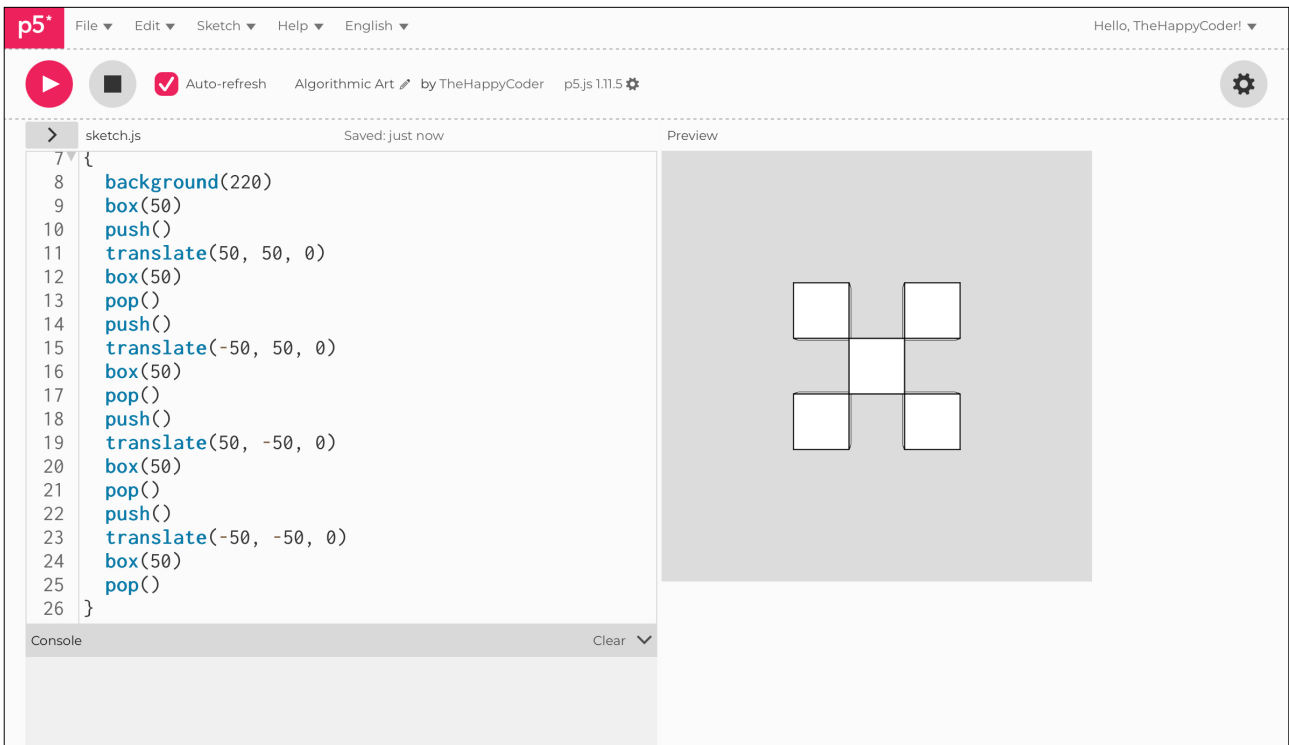 p5* File Edit Sketch Help English Hello, TheHappyCoder!
Auto-refresh Algorithmic Art by TheHappyCoder p5.js 1.11.5
sketch.js Saved: just now Preview
7 {
8 background(220)
9 box(50)
10 push()
11 translate(50, 50, 0)
12 box(50)
13 pop()
14 push()
15 translate(-50, 50, 0)
16 box(50)
17 pop()
18 push()
19 translate(50, -50, 0)
20 box(50)
21 pop()
22 push()
23 translate(-50, -50, 0)
24 box(50)
25 pop()
26 }
Console Clear